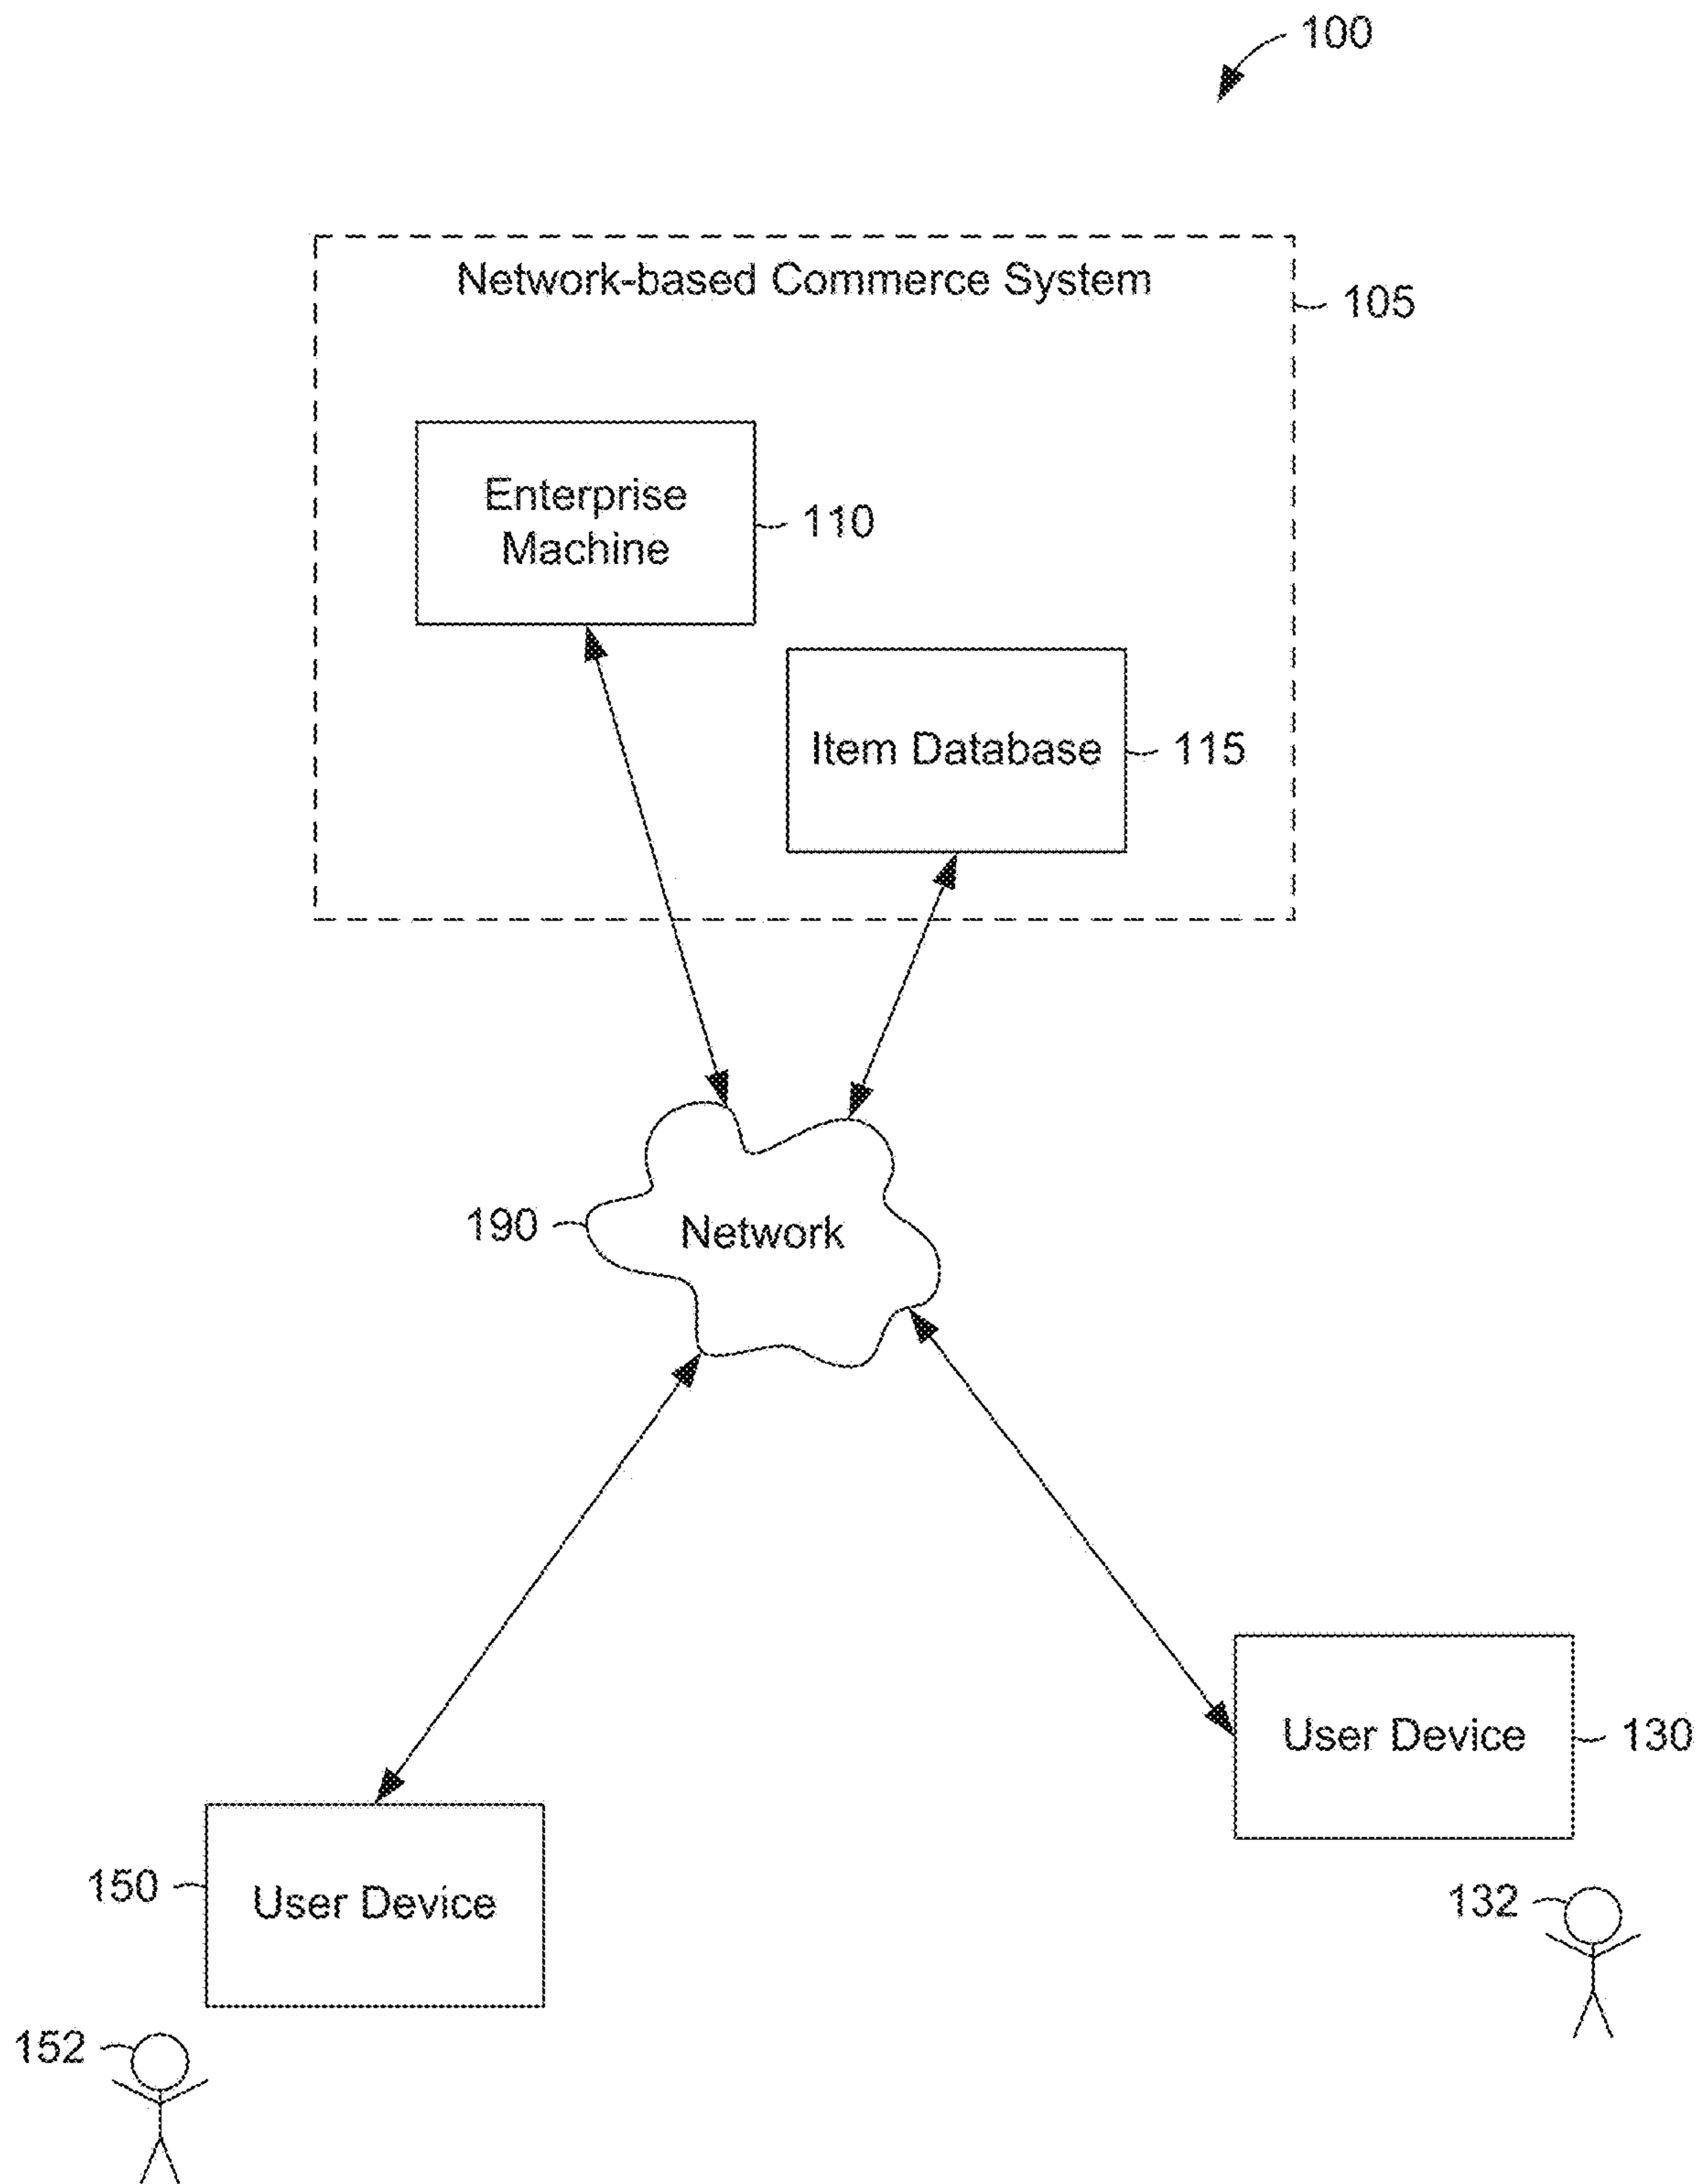 100
Network-based Commerce System
105
Enterprise
Machine
110
Item Database
115
190
Network
User Device
130
150
User Device
132
152